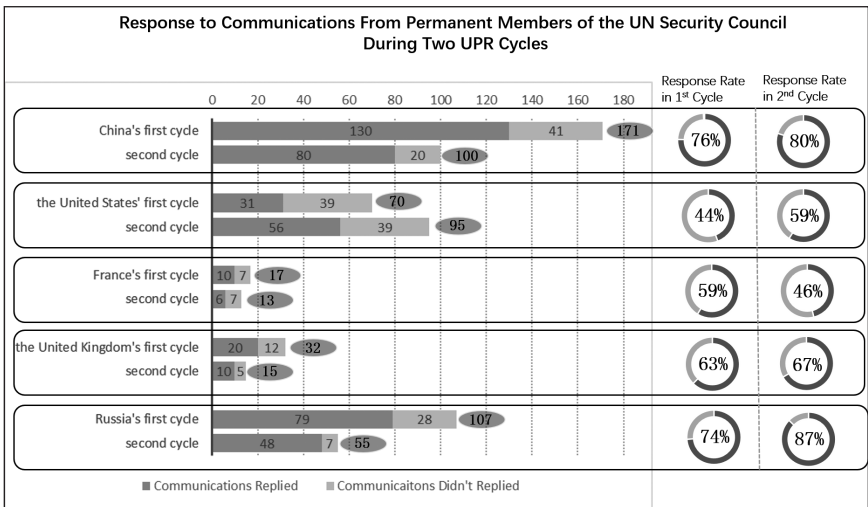 Response to Communications From Permanent Members of the UN Security Council
During Two UPR Cycles
Response Rate
in 1st Cycle
Response Rate
in 2nd Cycle
0 20 40 60 80 100 120 140 160 180
China's first cycle 130 41 171
second cycle 80 20 100
76% 80%
the United States' first cycle 31 39 70
second cycle 56 39 95
44% 59%
France's first cycle 10 7 17
second cycle 6 7 13
59% 46%
the United Kingdom's first cycle 20 12 32
second cycle 10 5 15
63% 67%
Russia's first cycle 79 28 107
second cycle 48 7 55
74% 87%
Communications Replied Communicaitons Didn't Replied